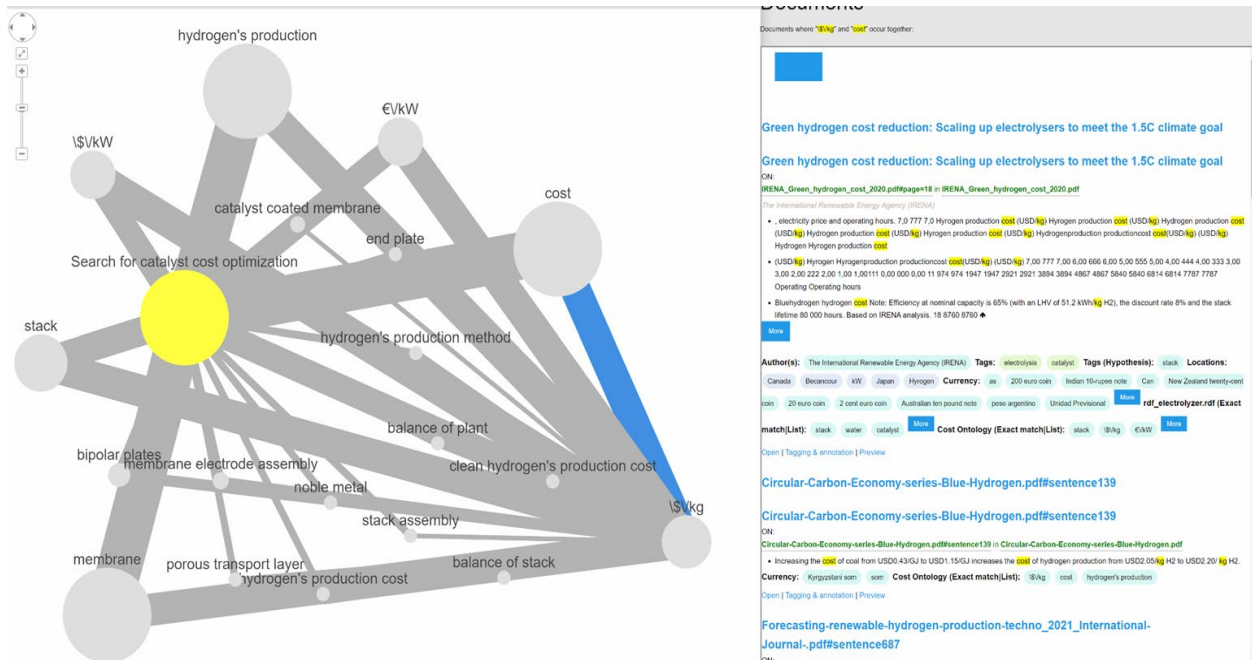 hydrogen's production
€\/kW
\$\/kW
cost
catalyst coated membrane
end plate
Search for catalyst cost optimization
stack
hydrogen's production method
balance of plant
bipolar plates
membrane electrode assembly
clean hydrogen's production cost
noble metal
\$\/kg
stack assembly
membrane
porous transport layer
balance of stack
hydrogen's production cost
Documents
Documents where "\$\/kg" and "cost" occur together:
Green hydrogen cost reduction: Scaling up electrolysers to meet the 1.5C climate goal
Green hydrogen cost reduction: Scaling up electrolysers to meet the 1.5C climate goal
ON:
IRENA_Green_hydrogen_cost_2020.pdf#page=18 in IRENA_Green_hydrogen_cost_2020.pdf
The International Renewable Energy Agency (IRENA)
• , electricity price and operating hours. 7,0 777 7,0 Hyrogen production cost (USD/kg) Hyrogen production cost (USD/kg) Hydrogen production cost
(USD/kg) Hydrogen production cost (USD/kg) Hyrogen production cost (USD/kg) Hydrogenproduction productioncost cost(USD/kg) (USD/kg)
Hydrogen Hyrogen production cost
• (USD/kg) Hyrogen Hyrogenproduction productioncost cost(USD/kg) (USD/kg) 7,00 777 7,00 6,00 666 6,00 5,00 555 5,00 4,00 444 4,00 333 3,00
3,00 2,00 222 2,00 1,00 1,00111 0,00 000 0,00 11 974 974 1947 1947 2921 2921 3894 3894 4867 4867 5840 5840 6814 6814 7787 7787
Operating Operating hours
• Bluehydrogen hydrogen cost Note: Efficiency at nominal capacity is 65% (with an LHV of 51.2 kWh/kg H2), the discount rate 8% and the stack
lifetime 80 000 hours. Based on IRENA analysis. 18 8760 8760 ♠
More
Author(s): The International Renewable Energy Agency (IRENA) Tags: electrolysis catalyst Tags (Hypothesis): stack Locations:
Canada Becancour kW Japan Hyrogen Currency: as 200 euro coin Indian 10-rupee note Can New Zealand twenty-cent
coin 20 euro coin 2 cent euro coin Australian ten pound note peso argentino Unidad Previsional More rdf_electrolyzer.rdf (Exact
match|List): stack water catalyst More Cost Ontology (Exact match|List): stack \$\/kg €\/kW More
Open | Tagging & annotation | Preview
Circular-Carbon-Economy-series-Blue-Hydrogen.pdf#sentence139
Circular-Carbon-Economy-series-Blue-Hydrogen.pdf#sentence139
ON:
Circular-Carbon-Economy-series-Blue-Hydrogen.pdf#sentence139 in Circular-Carbon-Economy-series-Blue-Hydrogen.pdf
• Increasing the cost of coal from USD0.43/GJ to USD1.15/GJ increases the cost of hydrogen production from USD2.05/kg H2 to USD2.20/ kg H2.
Currency: Kyrgyzstani som som Cost Ontology (Exact match|List): \$\/kg cost hydrogen's production
Open | Tagging & annotation | Preview
Forecasting-renewable-hydrogen-production-techno_2021_International-
Journal-.pdf#sentence687
ON: